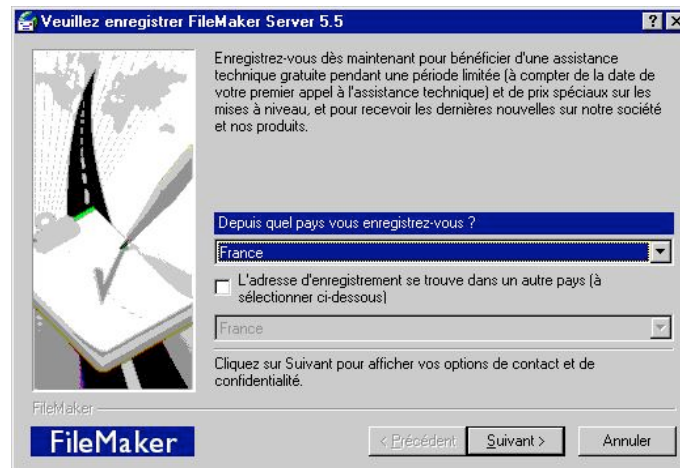 Veuillez enregistrer FileMaker Server 5.5
Enregistrez-vous dès maintenant pour bénéficier d'une assistance
technique gratuite pendant une période limitée (à compter de la date de
votre premier appel à l'assistance technique) et de prix spéciaux sur les
mises à niveau, et pour recevoir les dernières nouvelles sur notre société
et nos produits.
Depuis quel pays vous enregistrez-vous ?
France
L'adresse d'enregistrement se trouve dans un autre pays (à
sélectionner ci-dessous)
France
Cliquez sur Suivant pour afficher vos options de contact et de
confidentialité.
FileMaker
FileMaker
< Précédent
Suivant >
Annuler